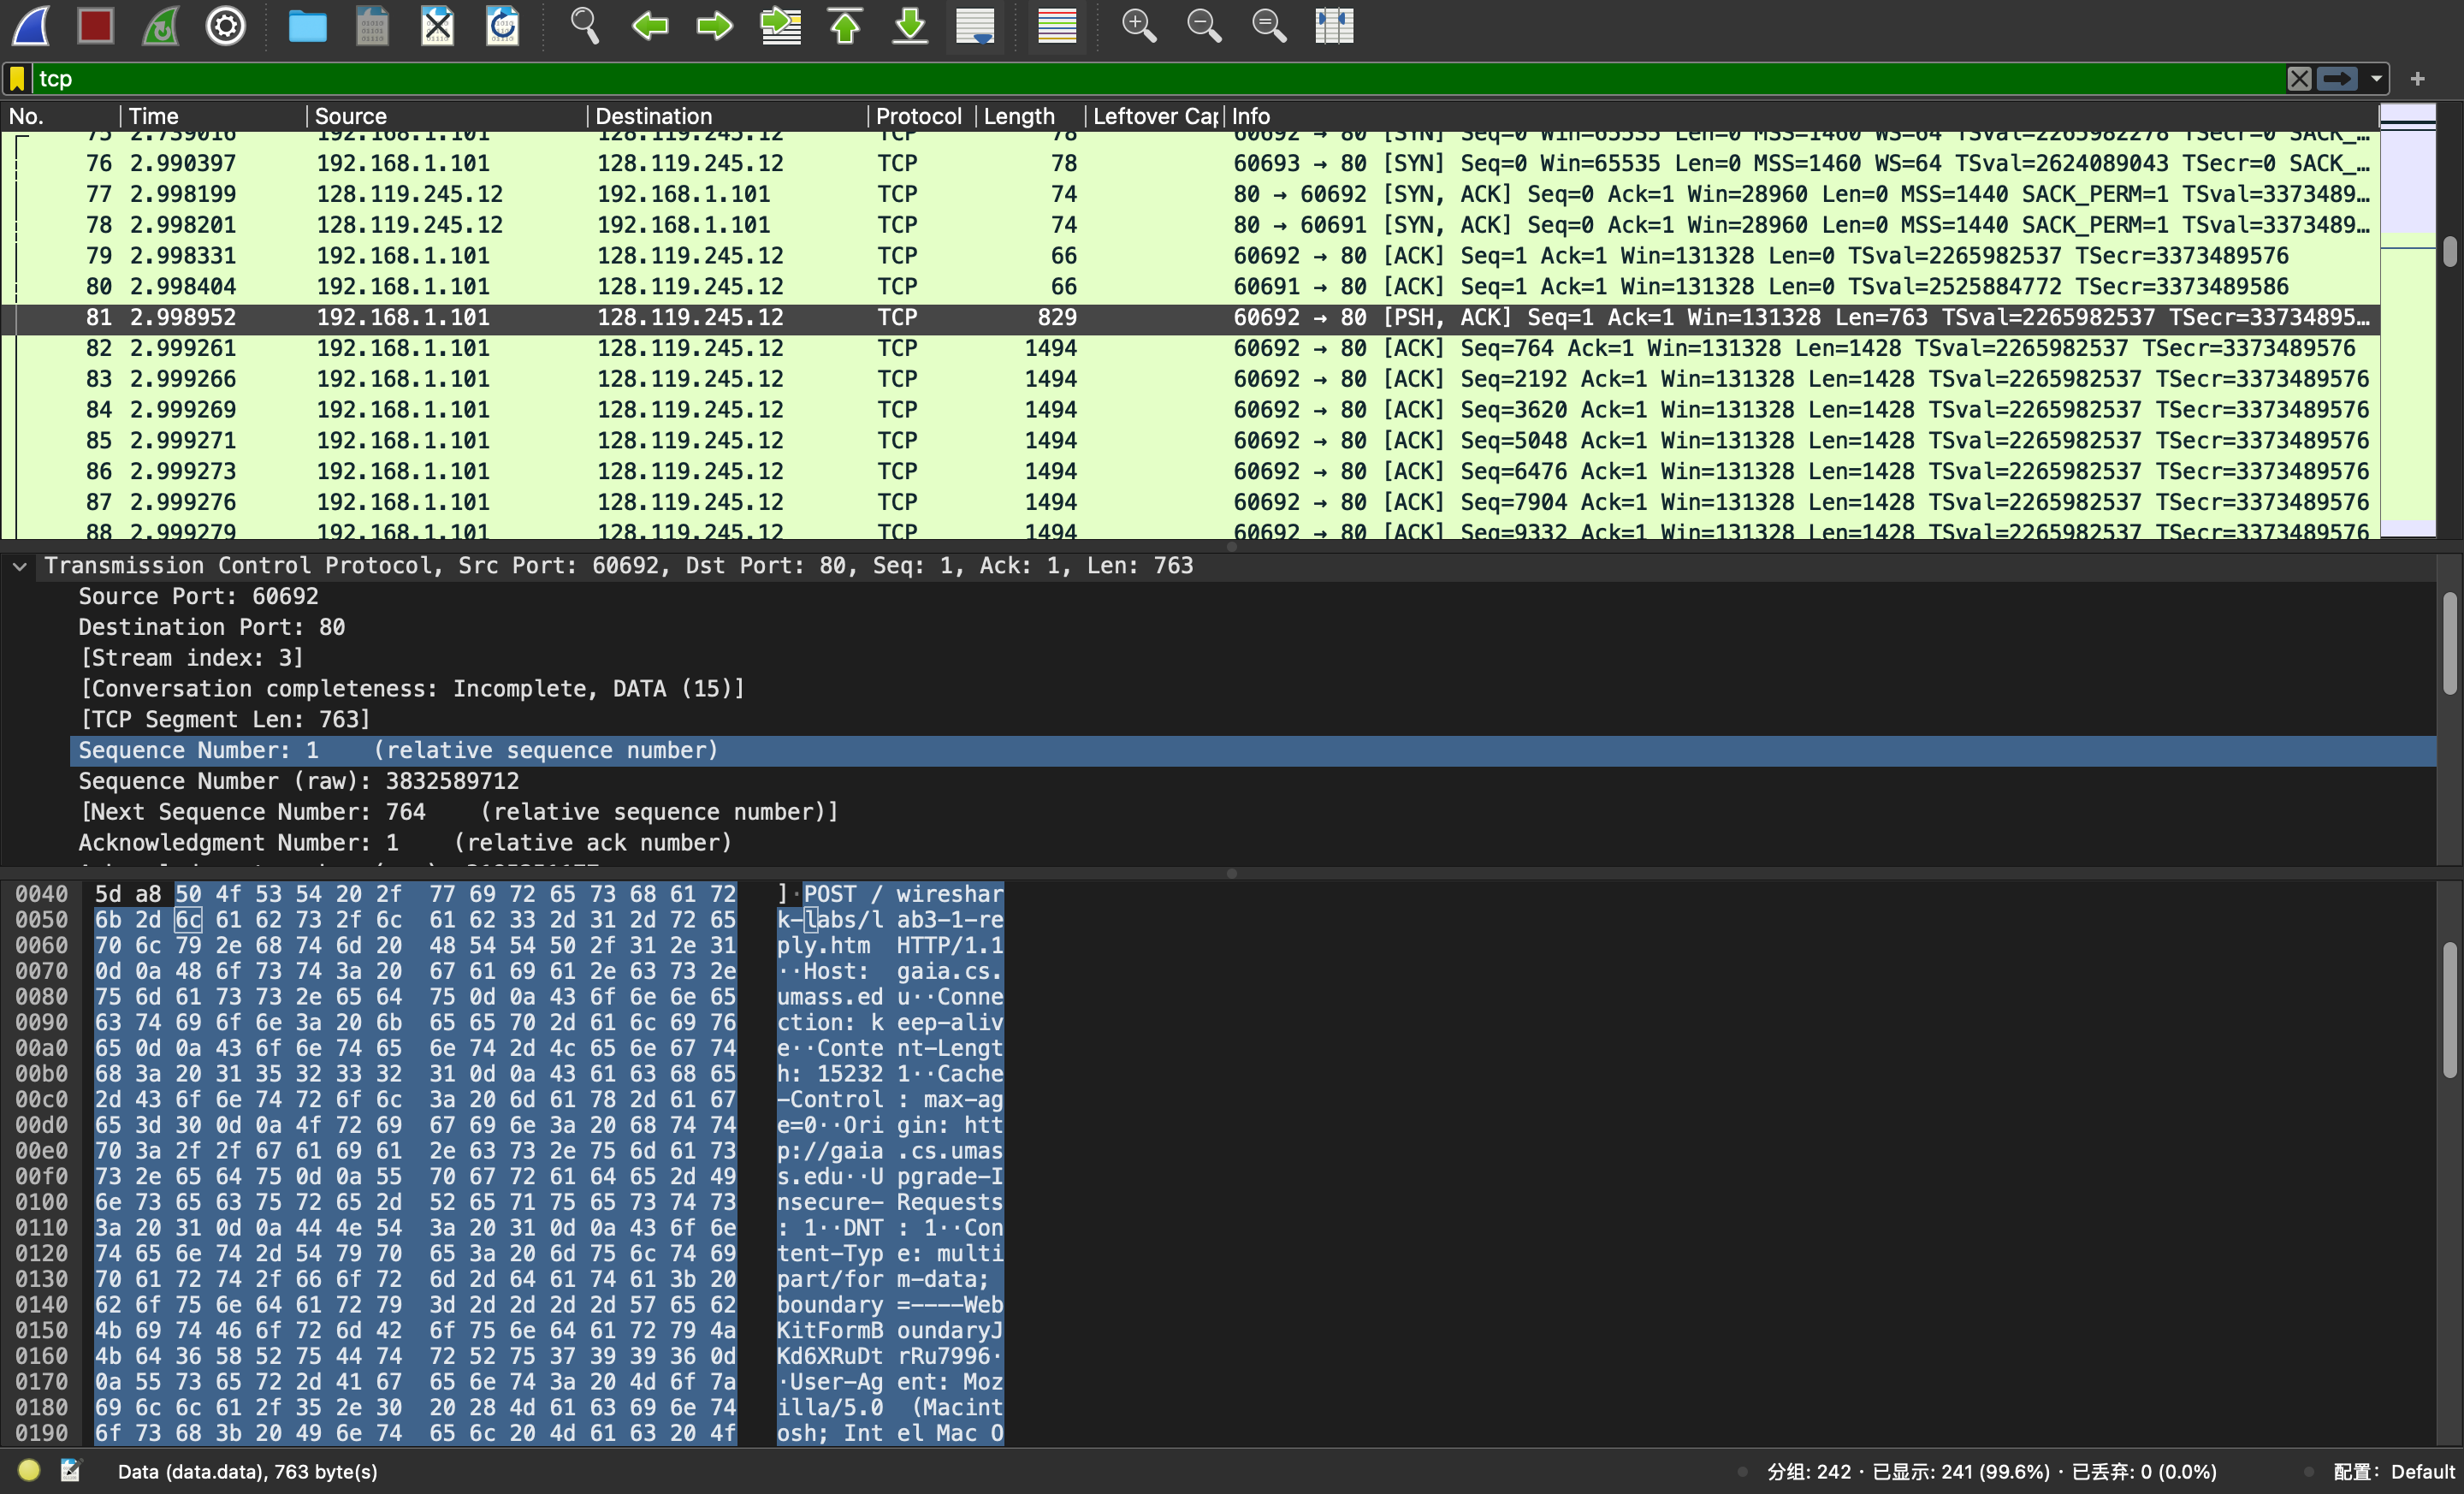 tcp
No. Time Source Destination Protocol Length Leftover Cap Info
75 2.739016 192.168.1.101 128.119.245.12 TCP 78 60692 → 80 [SYN] Seq=0 Win=65535 Len=0 MSS=1460 WS=64 TSval=2265982278 TSecr=0 SACK_…
76 2.990397 192.168.1.101 128.119.245.12 TCP 78 60693 → 80 [SYN] Seq=0 Win=65535 Len=0 MSS=1460 WS=64 TSval=2624089043 TSecr=0 SACK_…
77 2.998199 128.119.245.12 192.168.1.101 TCP 74 80 → 60692 [SYN, ACK] Seq=0 Ack=1 Win=28960 Len=0 MSS=1440 SACK_PERM=1 TSval=3373489…
78 2.998201 128.119.245.12 192.168.1.101 TCP 74 80 → 60691 [SYN, ACK] Seq=0 Ack=1 Win=28960 Len=0 MSS=1440 SACK_PERM=1 TSval=3373489…
79 2.998331 192.168.1.101 128.119.245.12 TCP 66 60692 → 80 [ACK] Seq=1 Ack=1 Win=131328 Len=0 TSval=2265982537 TSecr=3373489576
80 2.998404 192.168.1.101 128.119.245.12 TCP 66 60691 → 80 [ACK] Seq=1 Ack=1 Win=131328 Len=0 TSval=2525884772 TSecr=3373489586
81 2.998952 192.168.1.101 128.119.245.12 TCP 829 60692 → 80 [PSH, ACK] Seq=1 Ack=1 Win=131328 Len=763 TSval=2265982537 TSecr=33734895…
82 2.999261 192.168.1.101 128.119.245.12 TCP 1494 60692 → 80 [ACK] Seq=764 Ack=1 Win=131328 Len=1428 TSval=2265982537 TSecr=3373489576
83 2.999266 192.168.1.101 128.119.245.12 TCP 1494 60692 → 80 [ACK] Seq=2192 Ack=1 Win=131328 Len=1428 TSval=2265982537 TSecr=3373489576
84 2.999269 192.168.1.101 128.119.245.12 TCP 1494 60692 → 80 [ACK] Seq=3620 Ack=1 Win=131328 Len=1428 TSval=2265982537 TSecr=3373489576
85 2.999271 192.168.1.101 128.119.245.12 TCP 1494 60692 → 80 [ACK] Seq=5048 Ack=1 Win=131328 Len=1428 TSval=2265982537 TSecr=3373489576
86 2.999273 192.168.1.101 128.119.245.12 TCP 1494 60692 → 80 [ACK] Seq=6476 Ack=1 Win=131328 Len=1428 TSval=2265982537 TSecr=3373489576
87 2.999276 192.168.1.101 128.119.245.12 TCP 1494 60692 → 80 [ACK] Seq=7904 Ack=1 Win=131328 Len=1428 TSval=2265982537 TSecr=3373489576
88 2.999279 192.168.1.101 128.119.245.12 TCP 1494 60692 → 80 [ACK] Seq=9332 Ack=1 Win=131328 Len=1428 TSval=2265982537 TSecr=3373489576
Transmission Control Protocol, Src Port: 60692, Dst Port: 80, Seq: 1, Ack: 1, Len: 763
Source Port: 60692
Destination Port: 80
[Stream index: 3]
[Conversation completeness: Incomplete, DATA (15)]
[TCP Segment Len: 763]
Sequence Number: 1    (relative sequence number)
Sequence Number (raw): 3832589712
[Next Sequence Number: 764    (relative sequence number)]
Acknowledgment Number: 1    (relative ack number)
0040 5d a8 50 4f 53 54 20 2f 77 69 72 65 73 68 61 72 ]·POST / wireshar
0050 6b 2d 6c 61 62 73 2f 6c 61 62 33 2d 31 2d 72 65 k-labs/l ab3-1-re
0060 70 6c 79 2e 68 74 6d 20 48 54 54 50 2f 31 2e 31 ply.htm HTTP/1.1
0070 0d 0a 48 6f 73 74 3a 20 67 61 69 61 2e 63 73 2e ··Host: gaia.cs.
0080 75 6d 61 73 73 2e 65 64 75 0d 0a 43 6f 6e 6e 65 umass.ed u··Conne
0090 63 74 69 6f 6e 3a 20 6b 65 65 70 2d 61 6c 69 76 ction: k eep-aliv
00a0 65 0d 0a 43 6f 6e 74 65 6e 74 2d 4c 65 6e 67 74 e··Conte nt-Lengt
00b0 68 3a 20 31 35 32 33 32 31 0d 0a 43 61 63 68 65 h: 15232 1··Cache
00c0 2d 43 6f 6e 74 72 6f 6c 3a 20 6d 61 78 2d 61 67 -Control : max-ag
00d0 65 3d 30 0d 0a 4f 72 69 67 69 6e 3a 20 68 74 74 e=0··Ori gin: htt
00e0 70 3a 2f 2f 67 61 69 61 2e 63 73 2e 75 6d 61 73 p://gaia .cs.umas
00f0 73 2e 65 64 75 0d 0a 55 70 67 72 61 64 65 2d 49 s.edu··U pgrade-I
0100 6e 73 65 63 75 72 65 2d 52 65 71 75 65 73 74 73 nsecure- Requests
0110 3a 20 31 0d 0a 44 4e 54 3a 20 31 0d 0a 43 6f 6e : 1··DNT : 1··Con
0120 74 65 6e 74 2d 54 79 70 65 3a 20 6d 75 6c 74 69 tent-Typ e: multi
0130 70 61 72 74 2f 66 6f 72 6d 2d 64 61 74 61 3b 20 part/for m-data;
0140 62 6f 75 6e 64 61 72 79 3d 2d 2d 2d 2d 57 65 62 boundary =----Web
0150 4b 69 74 46 6f 72 6d 42 6f 75 6e 64 61 72 79 4a KitFormB oundaryJ
0160 4b 64 36 58 52 75 44 74 72 52 75 37 39 39 36 0d Kd6XRuDt rRu7996·
0170 0a 55 73 65 72 2d 41 67 65 6e 74 3a 20 4d 6f 7a ·User-Ag ent: Moz
0180 69 6c 6c 61 2f 35 2e 30 20 28 4d 61 63 69 6e 74 illa/5.0 (Macint
0190 6f 73 68 3b 20 49 6e 74 65 6c 20 4d 61 63 20 4f osh; Int el Mac O
Data (data.data), 763 byte(s)
分组: 242 · 已显示: 241 (99.6%) · 已丢弃: 0 (0.0%)
配置: Default